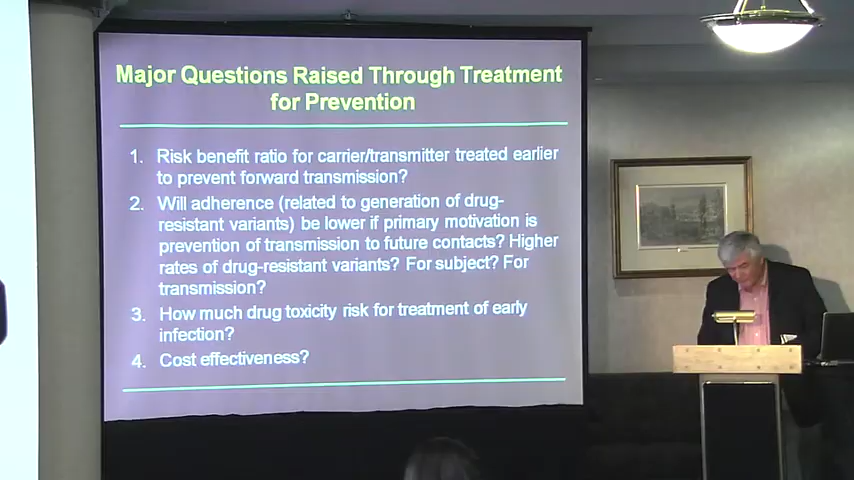 Major Questions Raised Through Treatment
for Prevention
1. Risk benefit ratio for carrier/transmitter treated earlier
to prevent forward transmission?
2. Will adherence (related to generation of drug-
resistant variants) be lower if primary motivation is
prevention of transmission to future contacts? Higher
rates of drug-resistant variants? For subject? For
transmission?
3. How much drug toxicity risk for treatment of early
infection?
4. Cost effectiveness?